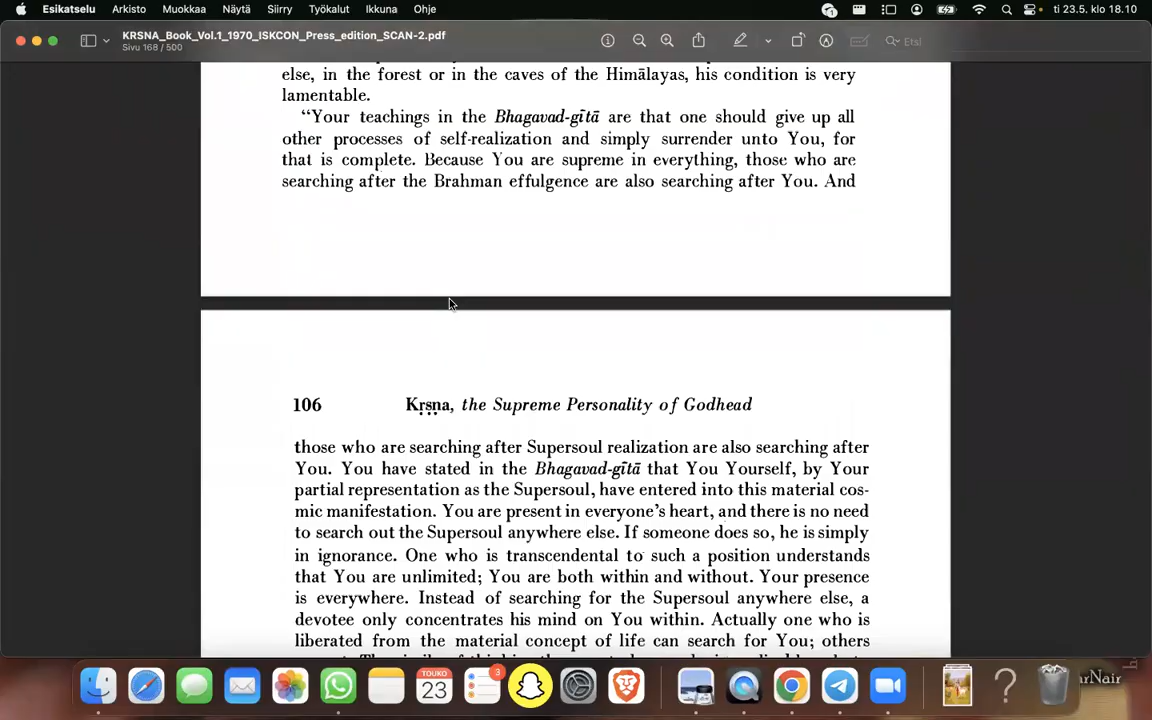 Esikatselu Arkisto Muokkaa Näytä Siirry Työkalut Ikkuna Ohje ti 23.5. klo 18.10
KRSNA_Book_Vol.1_1970_ISKCON_Press_edition_SCAN-2.pdf
Sivu 168 / 500
Etsi
else, in the forest or in the caves of the Himālayas, his condition is very
lamentable.
“Your teachings in the Bhagavad-gītā are that one should give up all
other processes of self-realization and simply surrender unto You, for
that is complete. Because You are supreme in everything, those who are
searching after the Brahman effulgence are also searching after You. And
106 Kṛṣṇa, the Supreme Personality of Godhead
those who are searching after Supersoul realization are also searching after
You. You have stated in the Bhagavad-gītā that You Yourself, by Your
partial representation as the Supersoul, have entered into this material cos-
mic manifestation. You are present in everyone’s heart, and there is no need
to search out the Supersoul anywhere else. If someone does so, he is simply
in ignorance. One who is transcendental to such a position understands
that You are unlimited; You are both within and without. Your presence
is everywhere. Instead of searching for the Supersoul anywhere else, a
devotee only concentrates his mind on You within. Actually one who is
liberated from the material concept of life can search for You; others
TOUKO
23
3
arNair